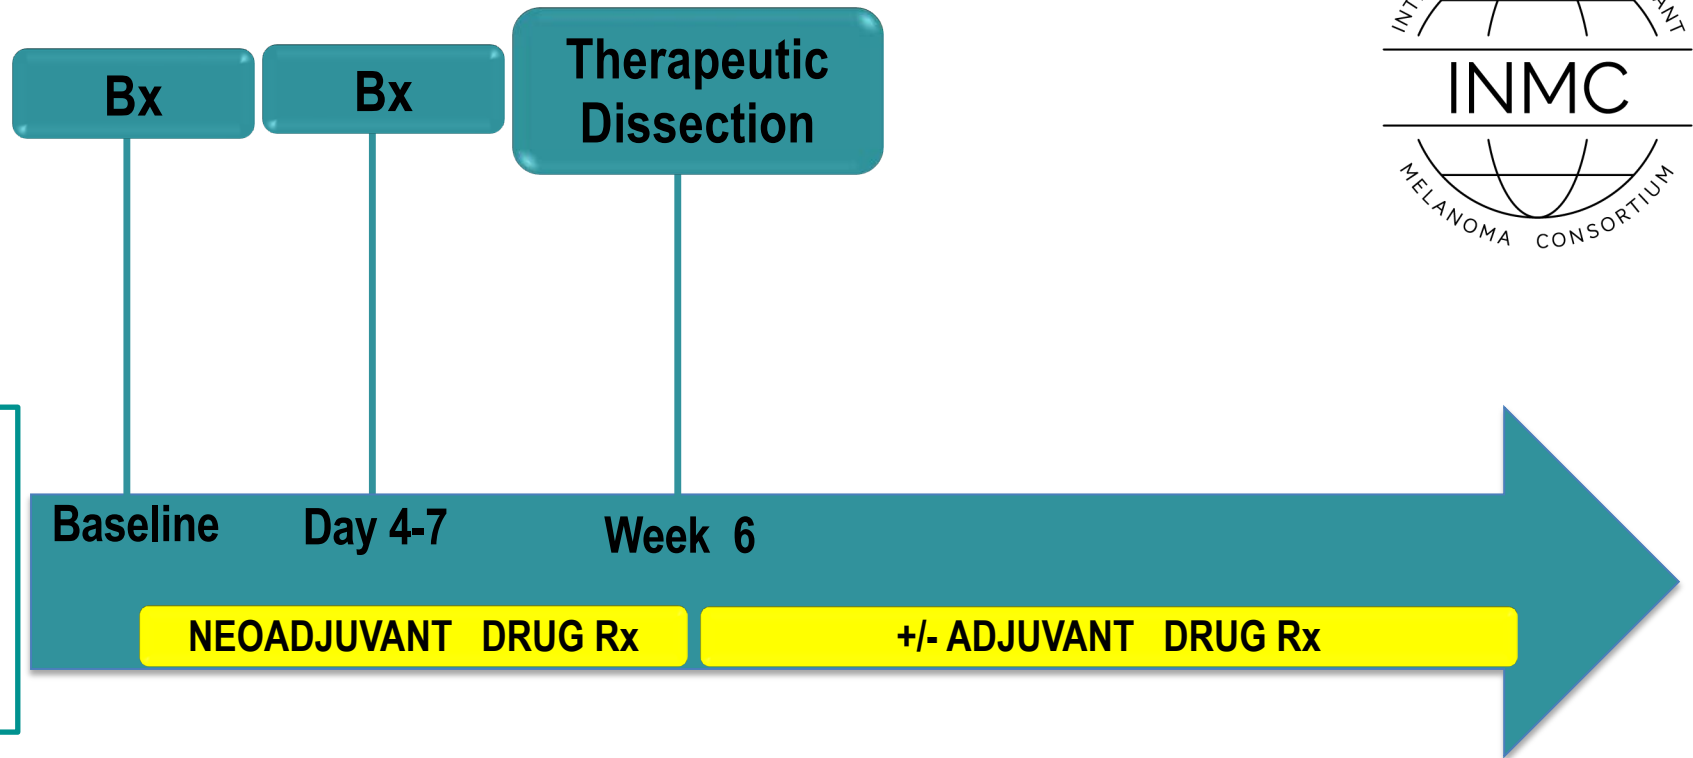 Bx
Bx
Therapeutic
Dissection
INMC
MELANOMA CONSORTIUM
Baseline
Day 4-7
Week 6
NEOADJUVANT DRUG Rx
+/- ADJUVANT DRUG Rx